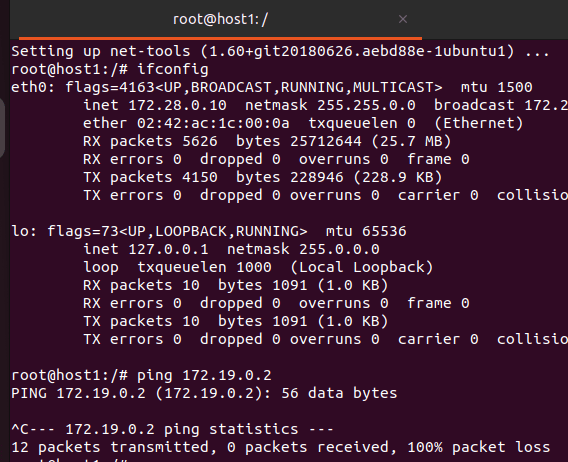 root@host1: /
Setting up net-tools (1.60+git20180626.aebd88e-1ubuntu1) ...
root@host1:/# ifconfig
eth0: flags=4163<UP,BROADCAST,RUNNING,MULTICAST>  mtu 1500
        inet 172.28.0.10  netmask 255.255.0.0  broadcast 172.2
        ether 02:42:ac:1c:00:0a  txqueuelen 0  (Ethernet)
        RX packets 5626  bytes 25712644 (25.7 MB)
        RX errors 0  dropped 0  overruns 0  frame 0
        TX packets 4150  bytes 228946 (228.9 KB)
        TX errors 0  dropped 0 overruns 0  carrier 0  collisio
lo: flags=73<UP,LOOPBACK,RUNNING>  mtu 65536
        inet 127.0.0.1  netmask 255.0.0.0
        loop  txqueuelen 1000  (Local Loopback)
        RX packets 10  bytes 1091 (1.0 KB)
        RX errors 0  dropped 0  overruns 0  frame 0
        TX packets 10  bytes 1091 (1.0 KB)
        TX errors 0  dropped 0 overruns 0  carrier 0  collisio
root@host1:/# ping 172.19.0.2
PING 172.19.0.2 (172.19.0.2): 56 data bytes
^C--- 172.19.0.2 ping statistics ---
12 packets transmitted, 0 packets received, 100% packet loss
root@host1:/#